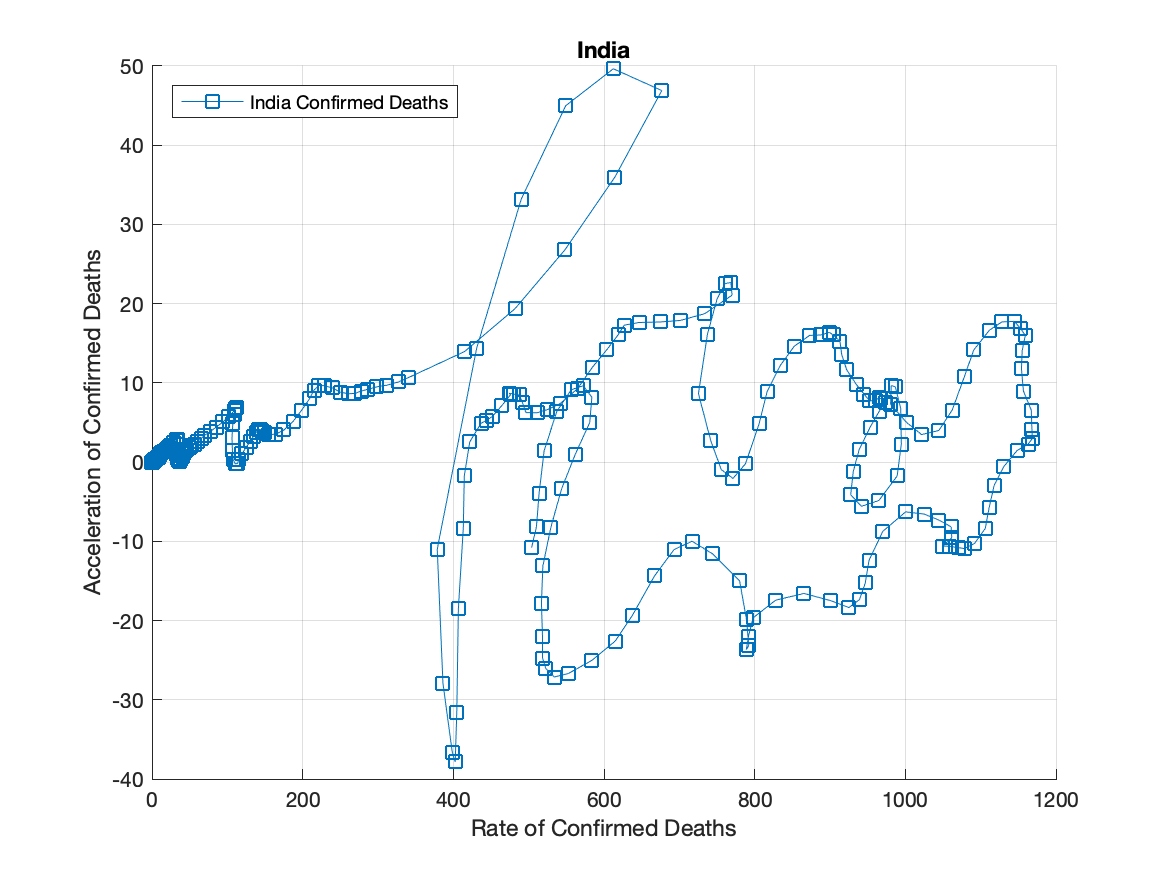 India
India Confirmed Deaths
50
40
30
20
10
0
-10
-20
-30
-40
Acceleration of Confirmed Deaths
0 200 400 600 800 1000 1200
Rate of Confirmed Deaths